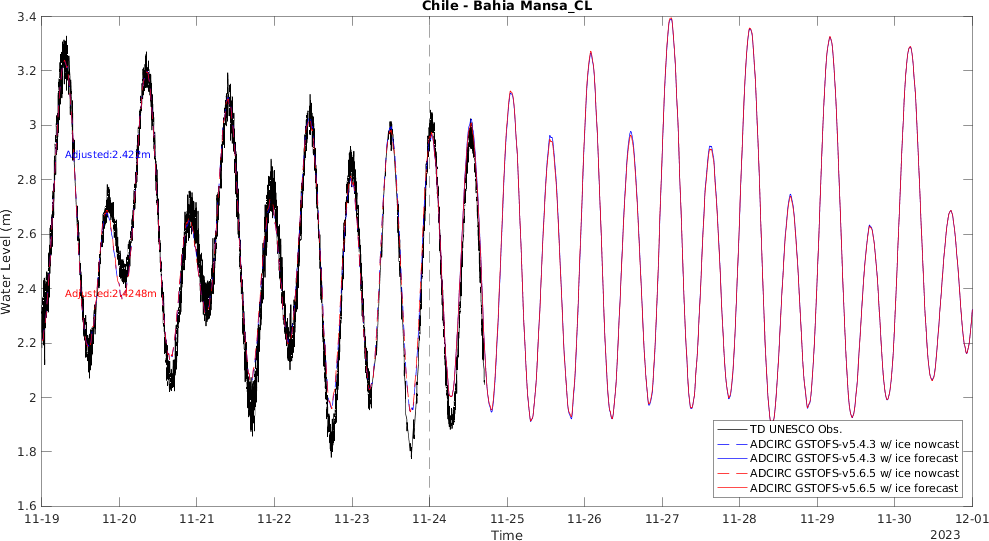 Chile - Bahia Mansa_CL
3.4
3.2
3
2.8
2.6
2.4
2.2
2
1.8
1.6
Water Level (m)
Adjusted:2.422m
Adjusted:2.4248m
TD UNESCO Obs.
ADCIRC GSTOFS-v5.4.3 w/ ice nowcast
ADCIRC GSTOFS-v5.4.3 w/ ice forecast
ADCIRC GSTOFS-v5.6.5 w/ ice nowcast
ADCIRC GSTOFS-v5.6.5 w/ ice forecast
11-19 11-20 11-21 11-22 11-23 11-24 11-25 11-26 11-27 11-28 11-29 11-30 12-01
Time
2023